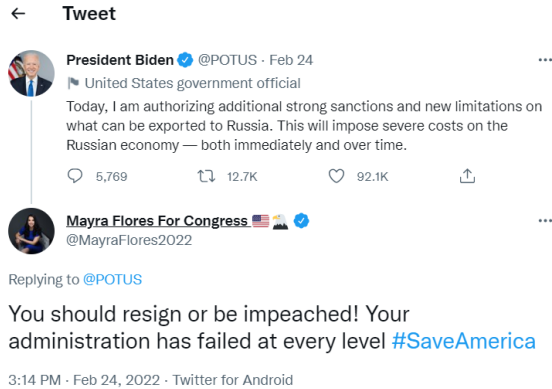 Tweet
President Biden @POTUS · Feb 24
United States government official
Today, I am authorizing additional strong sanctions and new limitations on
what can be exported to Russia. This will impose severe costs on the
Russian economy — both immediately and over time.
5,769 12.7K 92.1K
Mayra Flores For Congress 🇺🇸🦅
@MayraFlores2022
Replying to @POTUS
You should resign or be impeached! Your
administration has failed at every level #SaveAmerica
3:14 PM · Feb 24, 2022 · Twitter for Android